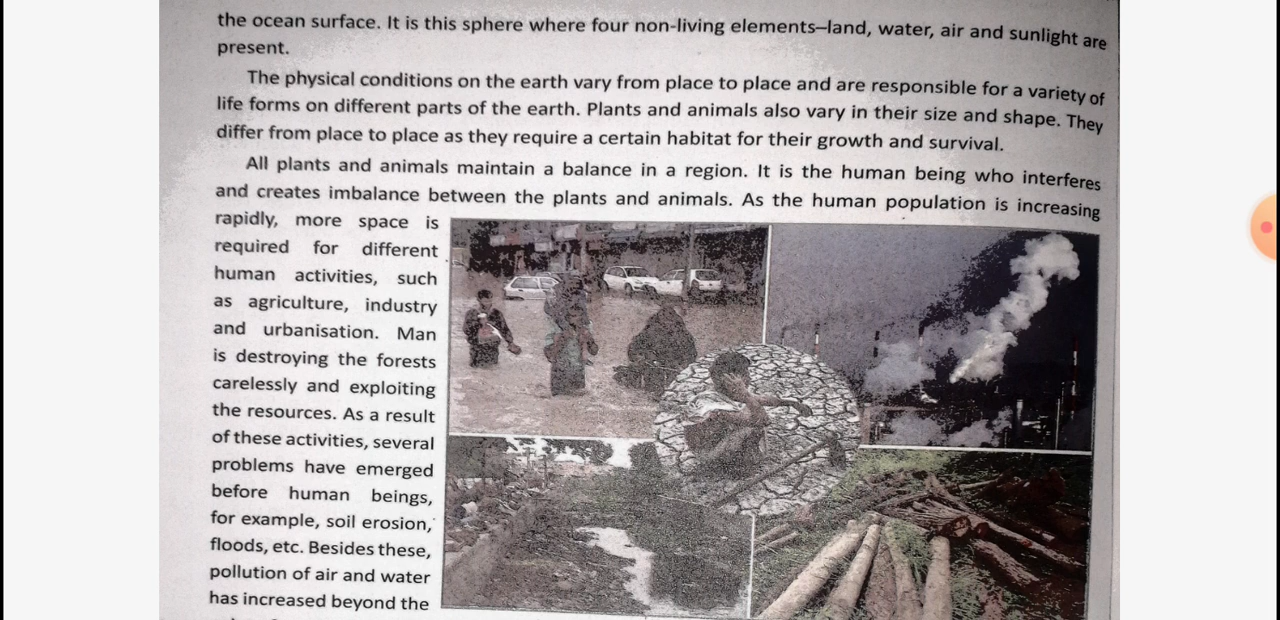 the ocean surface. It is this sphere where four non-living elements–land, water, air and sunlight are
present.
The physical conditions on the earth vary from place to place and are responsible for a variety of
life forms on different parts of the earth. Plants and animals also vary in their size and shape. They
differ from place to place as they require a certain habitat for their growth and survival.
All plants and animals maintain a balance in a region. It is the human being who interferes
and creates imbalance between the plants and animals. As the human population is increasing
rapidly, more space is
required for different
human activities, such
as agriculture, industry
and urbanisation. Man
is destroying the forests
carelessly and exploiting
the resources. As a result
of these activities, several
problems have emerged
before human beings,
for example, soil erosion,
floods, etc. Besides these,
pollution of air and water
has increased beyond the